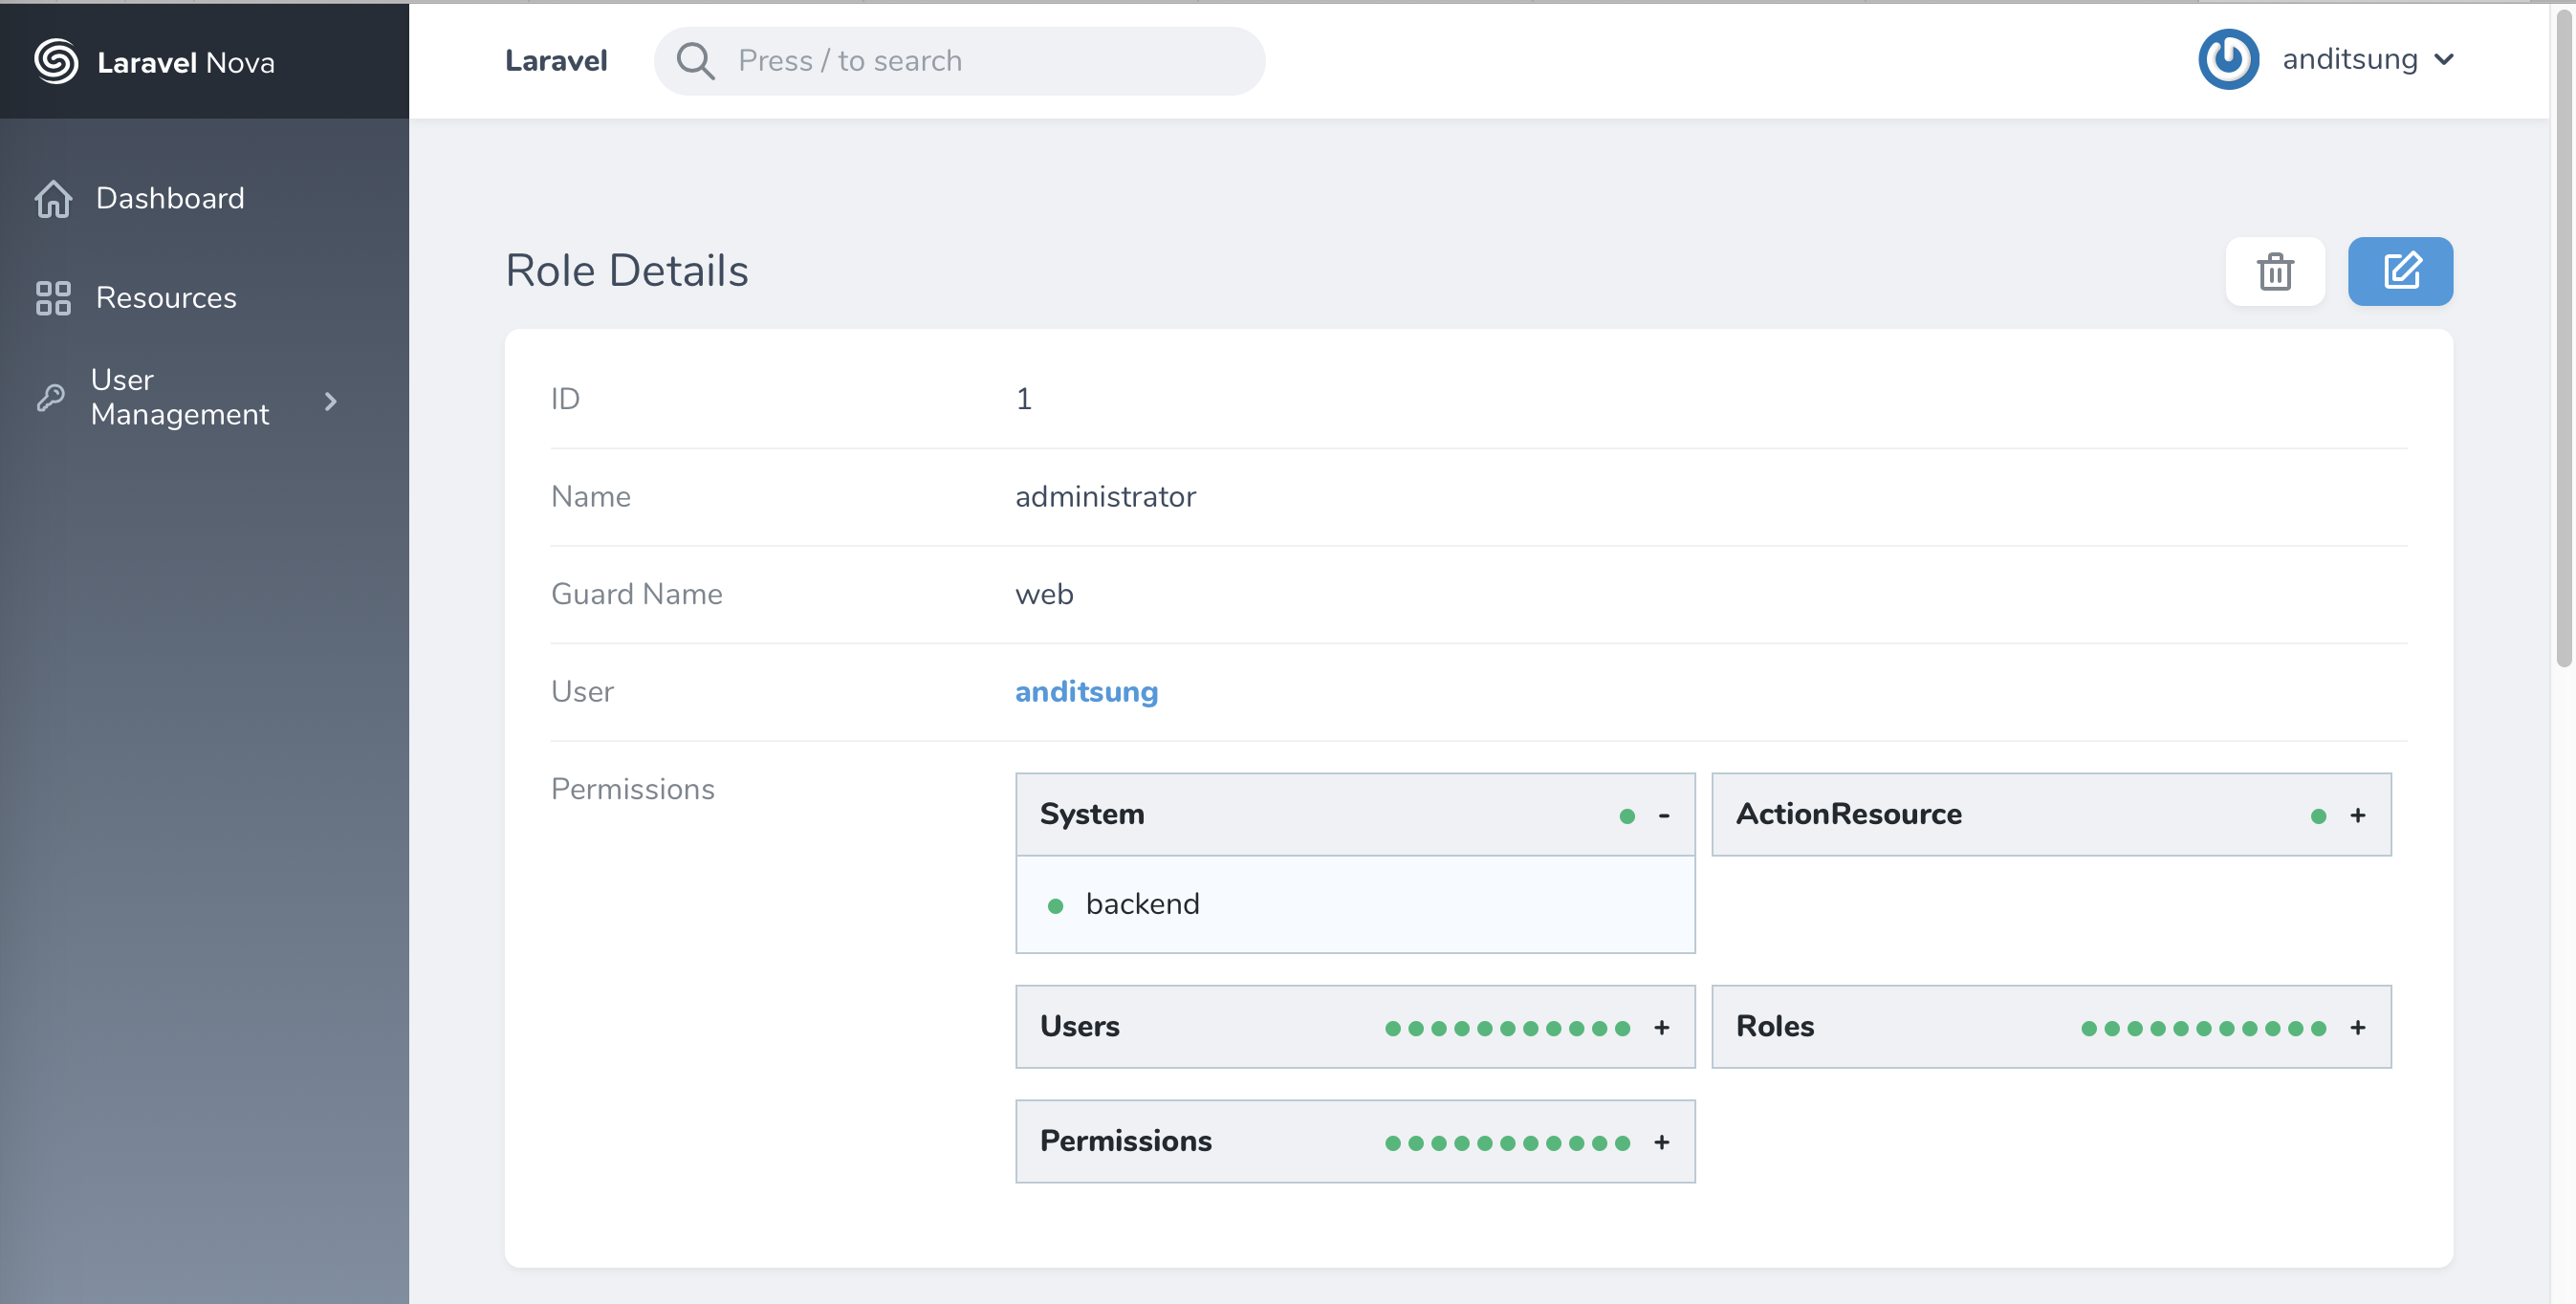 Laravel Nova
Laravel
Press / to search
anditsung
Dashboard
Resources
User
Management
Role Details
ID
1
Name
administrator
Guard Name
web
User
anditsung
Permissions
System
-
ActionResource
+
backend
Users
+
Roles
+
Permissions
+